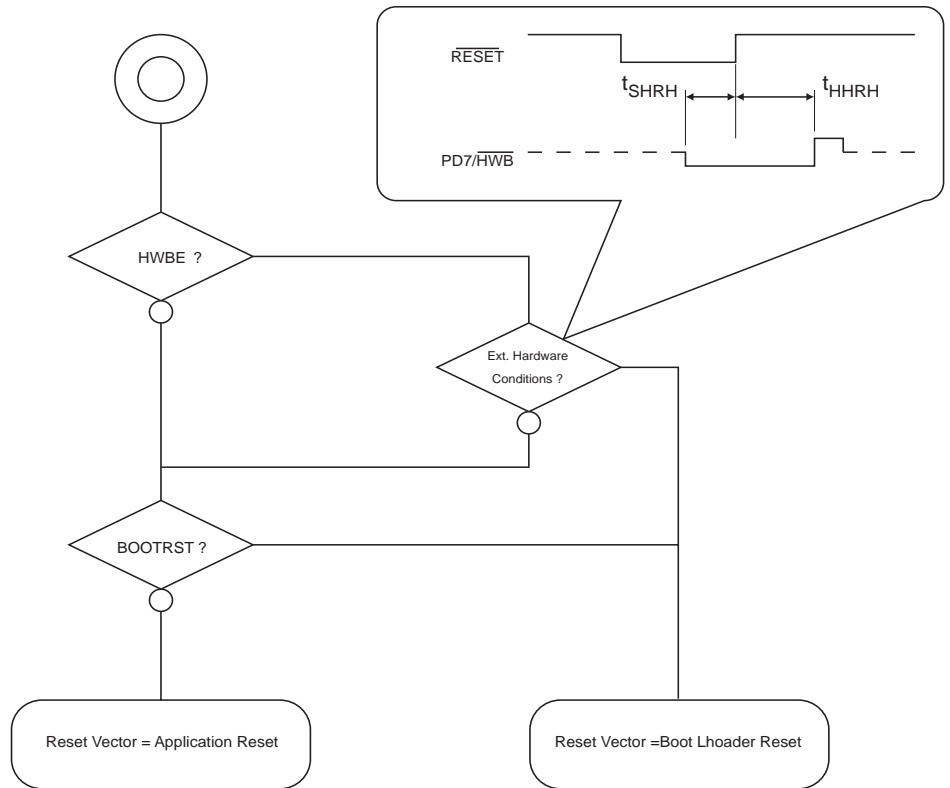 RESET
tSHRH
tHHRH
PD7/HWB
HWBE ?
Ext. Hardware
Conditions ?
BOOTRST ?
Reset Vector = Application Reset
Reset Vector =Boot Lhoader Reset